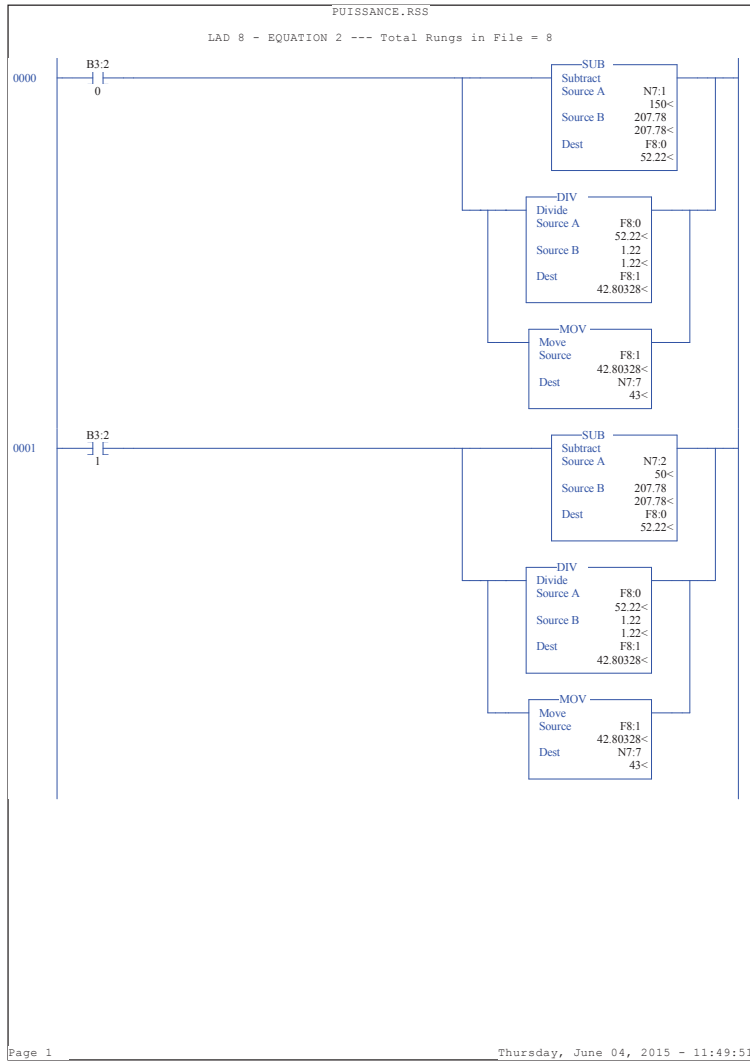 PUISSANCE.RSS
LAD 8 - EQUATION 2 --- Total Rungs in File = 8
0000
B3:2
0
SUB
Subtract
Source A N7:1
150<
Source B 207.78
207.78<
Dest F8:0
52.22<
DIV
Divide
Source A F8:0
52.22<
Source B 1.22
1.22<
Dest F8:1
42.80328<
MOV
Move
Source F8:1
42.80328<
Dest N7:7
43<
0001
B3:2
1
SUB
Subtract
Source A N7:2
50<
Source B 207.78
207.78<
Dest F8:0
52.22<
DIV
Divide
Source A F8:0
52.22<
Source B 1.22
1.22<
Dest F8:1
42.80328<
MOV
Move
Source F8:1
42.80328<
Dest N7:7
43<
Page 1 Thursday, June 04, 2015 - 11:49:51